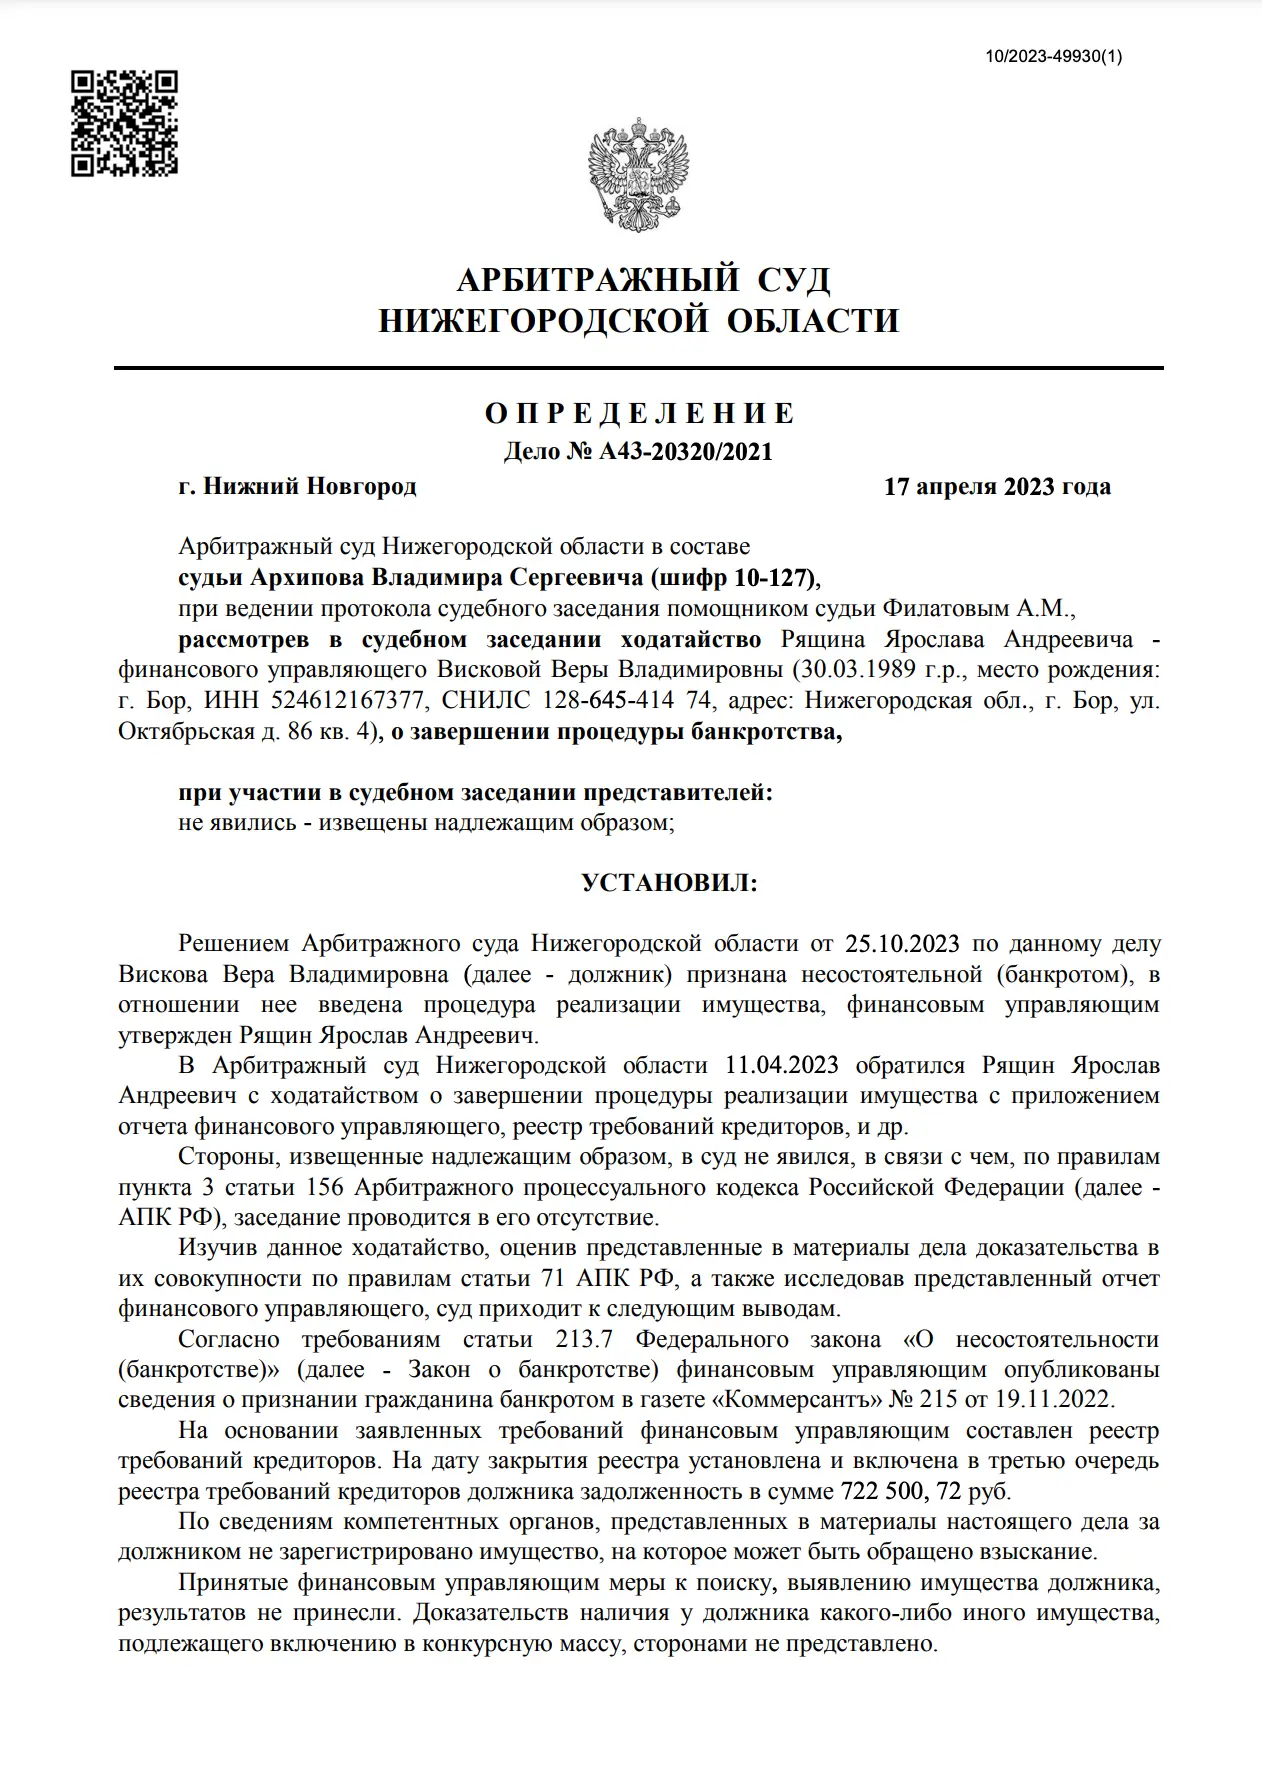 10/2023-49930(1)
АРБИТРАЖНЫЙ СУД
НИЖЕГОРОДСКОЙ ОБЛАСТИ
О П Р Е Д Е Л Е Н И Е
Дело № А43-20320/2021
г. Нижний Новгород 17 апреля 2023 года
Арбитражный суд Нижегородской области в составе
судьи Архипова Владимира Сергеевича (шифр 10-127),
при ведении протокола судебного заседания помощником судьи Филатовым А.М.,
рассмотрев в судебном заседании ходатайство Рящина Ярослава Андреевича -
финансового управляющего Висковой Веры Владимировны (30.03.1989 г.р., место рождения:
г. Бор, ИНН 524612167377, СНИЛС 128-645-414 74, адрес: Нижегородская обл., г. Бор, ул.
Октябрьская д. 86 кв. 4), о завершении процедуры банкротства,
при участии в судебном заседании представителей:
не явились - извещены надлежащим образом;
УСТАНОВИЛ:
Решением Арбитражного суда Нижегородской области от 25.10.2023 по данному делу
Вискова Вера Владимировна (далее - должник) признана несостоятельной (банкротом), в
отношении нее введена процедура реализации имущества, финансовым управляющим
утвержден Рящин Ярослав Андреевич.
В Арбитражный суд Нижегородской области 11.04.2023 обратился Рящин Ярослав
Андреевич с ходатайством о завершении процедуры реализации имущества с приложением
отчета финансового управляющего, реестр требований кредиторов, и др.
Стороны, извещенные надлежащим образом, в суд не явился, в связи с чем, по правилам
пункта 3 статьи 156 Арбитражного процессуального кодекса Российской Федерации (далее -
АПК РФ), заседание проводится в его отсутствие.
Изучив данное ходатайство, оценив представленные в материалы дела доказательства в
их совокупности по правилам статьи 71 АПК РФ, а также исследовав представленный отчет
финансового управляющего, суд приходит к следующим выводам.
Согласно требованиям статьи 213.7 Федерального закона «О несостоятельности
(банкротстве)» (далее - Закон о банкротстве) финансовым управляющим опубликованы
сведения о признании гражданина банкротом в газете «Коммерсантъ» № 215 от 19.11.2022.
На основании заявленных требований финансовым управляющим составлен реестр
требований кредиторов. На дату закрытия реестра установлена и включена в третью очередь
реестра требований кредиторов должника задолженность в сумме 722 500, 72 руб.
По сведениям компетентных органов, представленных в материалы настоящего дела за
должником не зарегистрировано имущество, на которое может быть обращено взыскание.
Принятые финансовым управляющим меры к поиску, выявлению имущества должника,
результатов не принесли. Доказательств наличия у должника какого-либо иного имущества,
подлежащего включению в конкурсную массу, сторонами не представлено.